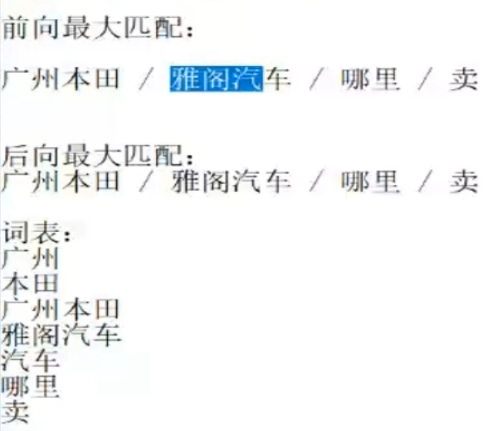 前向最大匹配：
广州本田 / 雅阁汽车 / 哪里 / 卖
后向最大匹配：
广州本田 / 雅阁汽车 / 哪里 / 卖
词表：
广州
本田
广州本田
雅阁汽车
汽车
哪里
卖